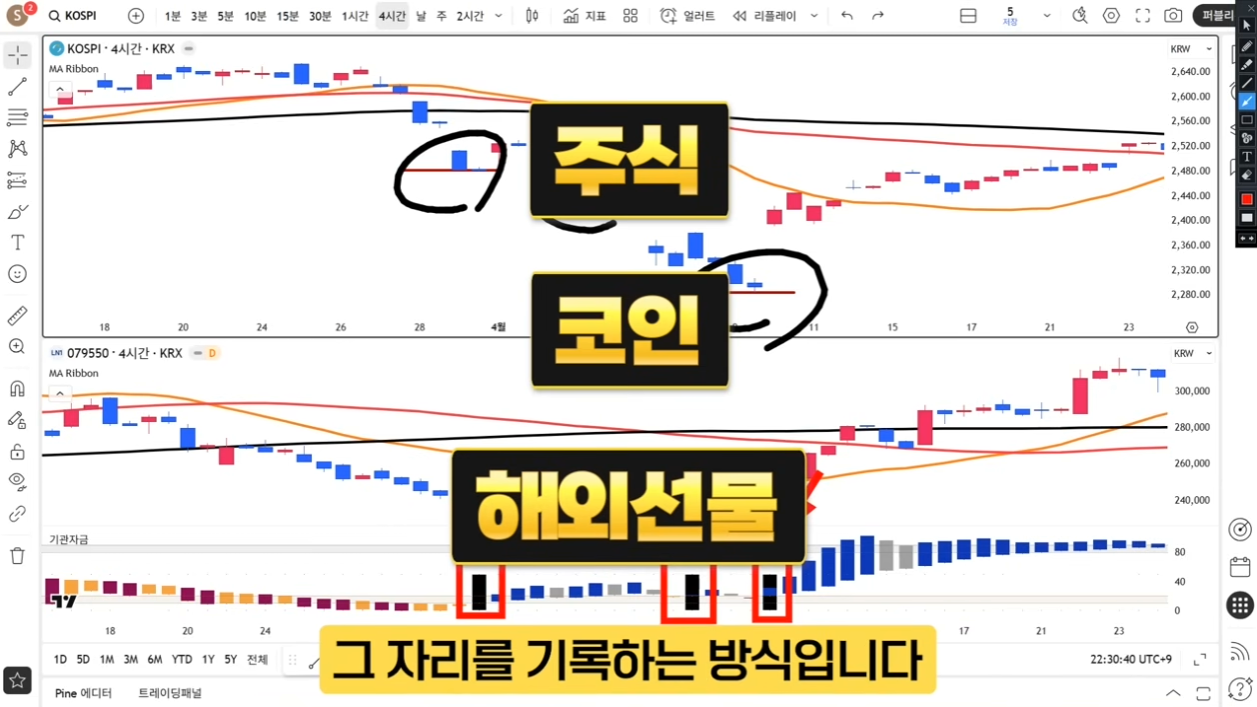 S 2 KOSPI 1분 3분 5분 10분 15분 30분 1시간 4시간 날 주 2시간 지표 얼러트 리플레이 5 저장 퍼블리
KOSPI · 4시간 · KRX
KRW
MA Ribbon
2,640.00
2,600.00
2,560.00
2,520.00
2,480.00
2,440.00
2,400.00
2,360.00
2,320.00
2,280.00
주식
코인
18 20 24 26 28 4월 11 15 17 21 23
LN1 079550 · 4시간 · KRX D
KRW
MA Ribbon
300,000
280,000
260,000
240,000
해외선물
기관자금
80
40
0
18 20 24 17 21 23
그 자리를 기록하는 방식입니다
1D 5D 1M 3M 6M YTD 1Y 5Y 전체
22:30:40 UTC+9
Pine 에디터 트레이딩패널